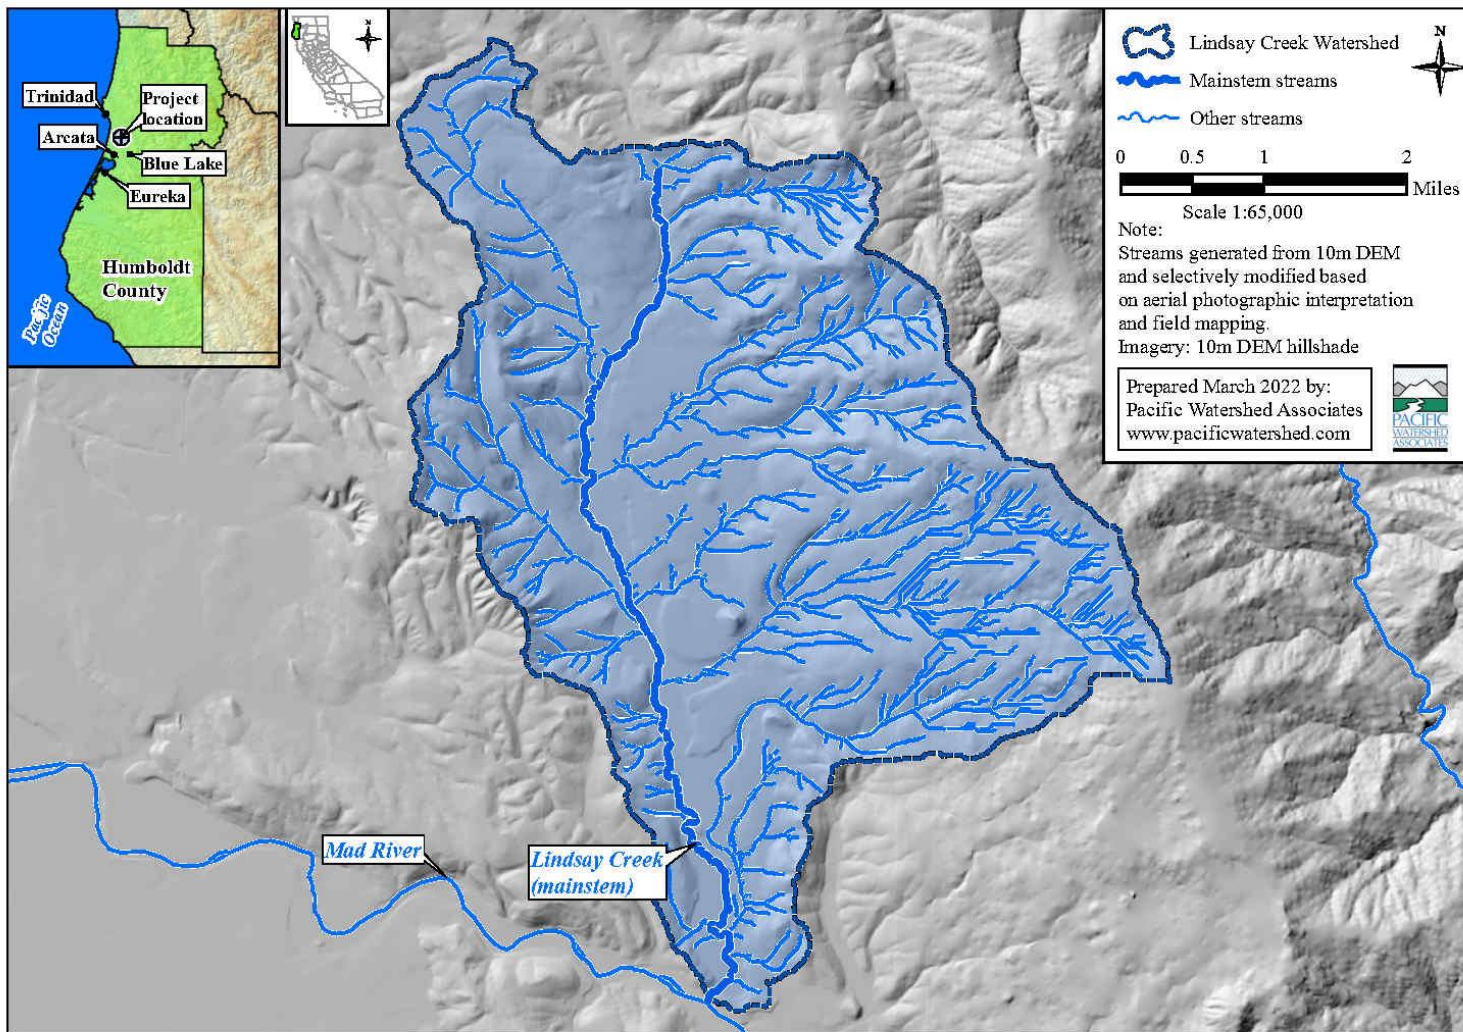 Trinidad
Project
location
Arcata
Blue Lake
Eureka
Humboldt
County
Pacific
Ocean
N
Lindsay Creek Watershed
Mainstem streams
Other streams
N
0 0.5 1 2
Miles
Scale 1:65,000
Note:
Streams generated from 10m DEM
and selectively modified based
on aerial photographic interpretation
and field mapping.
Imagery: 10m DEM hillshade
Prepared March 2022 by:
Pacific Watershed Associates
www.pacificwatershed.com
PACIFIC
WATERSHED
ASSOCIATES
Mad River
Lindsay Creek
(mainstem)